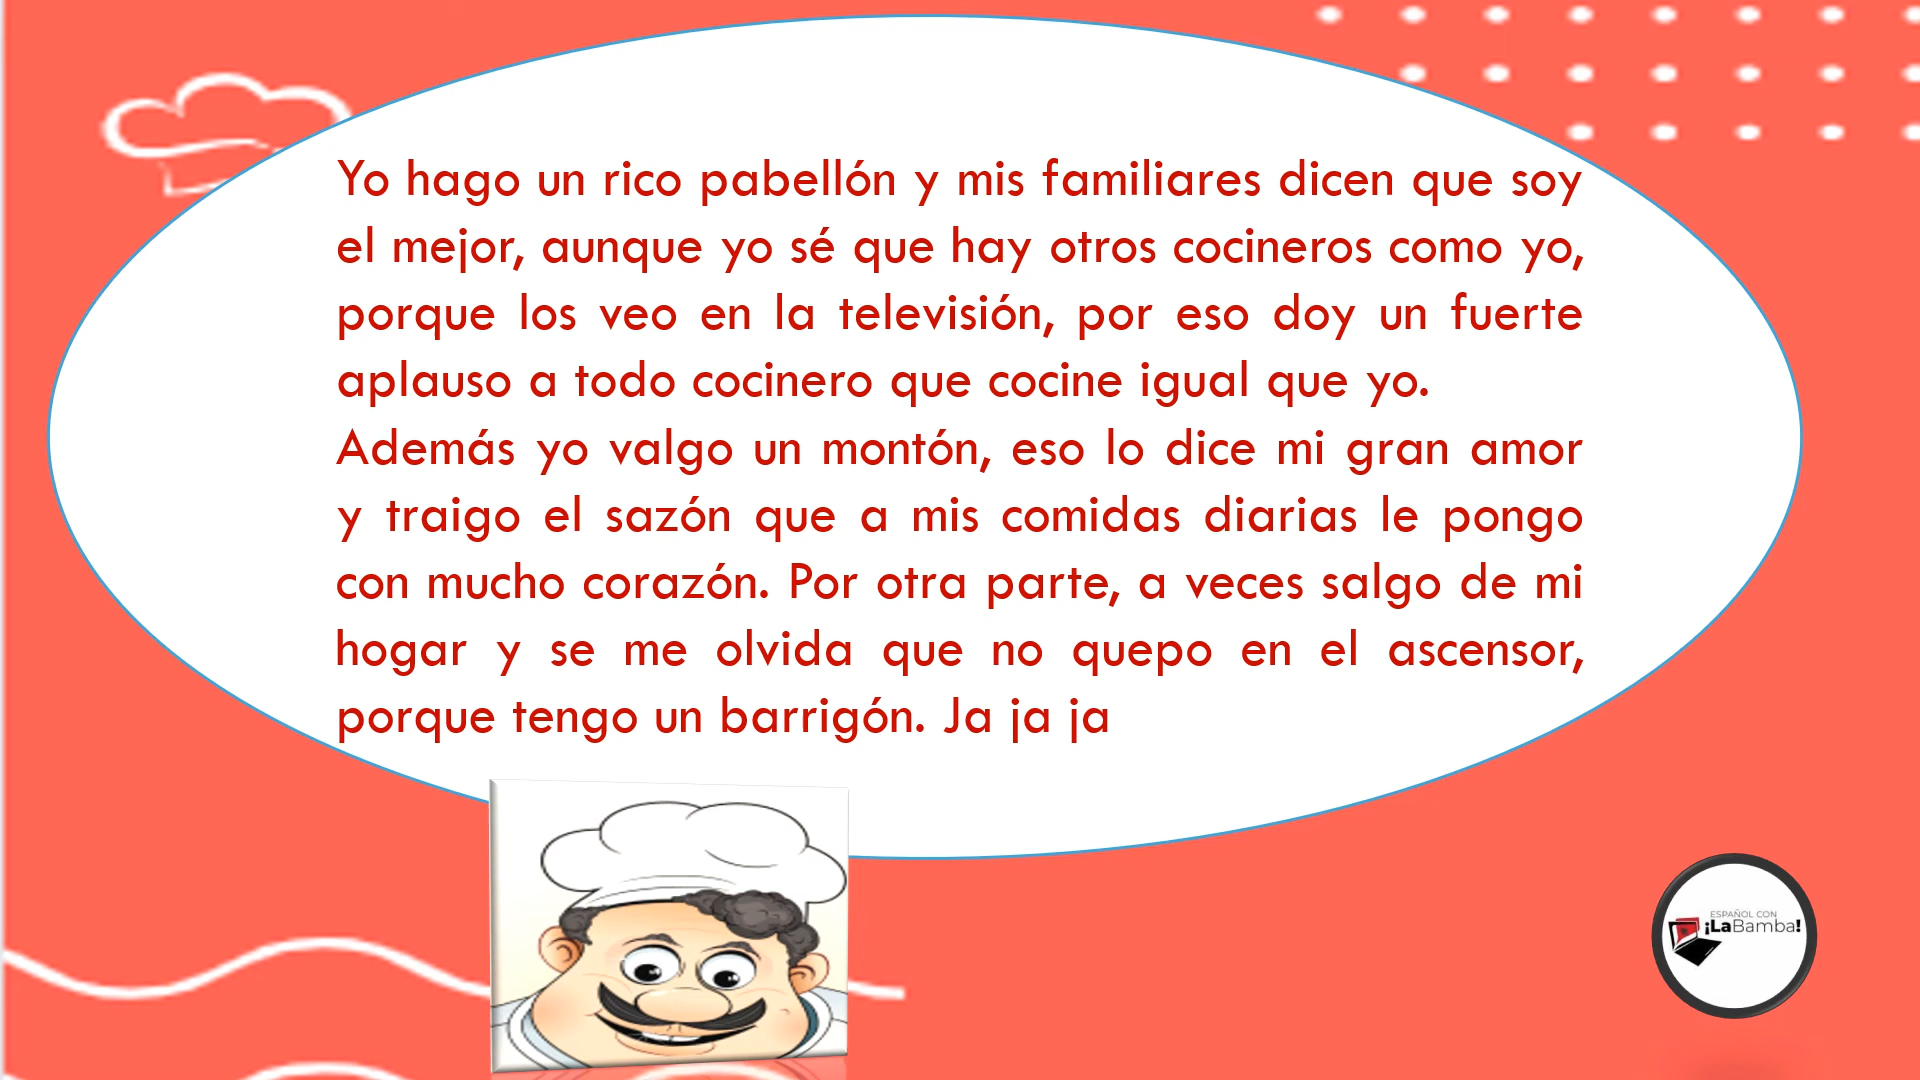 Yo hago un rico pabellón y mis familiares dicen que soy
el mejor, aunque yo sé que hay otros cocineros como yo,
porque los veo en la televisión, por eso doy un fuerte
aplauso a todo cocinero que cocine igual que yo.
Además yo valgo un montón, eso lo dice mi gran amor
y traigo el sazón que a mis comidas diarias le pongo
con mucho corazón. Por otra parte, a veces salgo de mi
hogar y se me olvida que no quepo en el ascensor,
porque tengo un barrigón. Ja ja ja
ESPAÑOL CON
¡LaBamba!